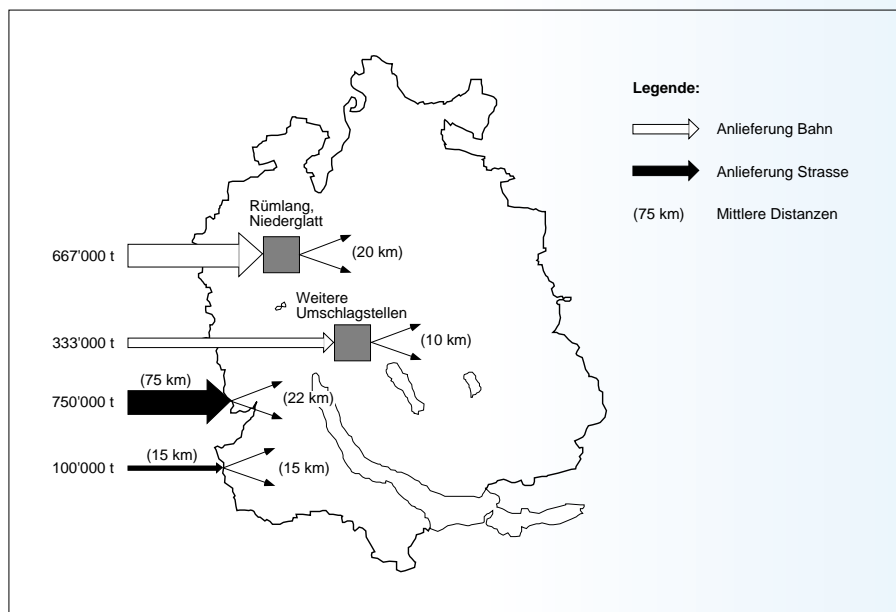 Legende:
Anlieferung Bahn
Anlieferung Strasse
(75 km) Mittlere Distanzen
Rümlang,
Niederglatt
667'000 t
(20 km)
Weitere
Umschlagstellen
333'000 t
(10 km)
(75 km)
750'000 t
(22 km)
(15 km)
100'000 t
(15 km)